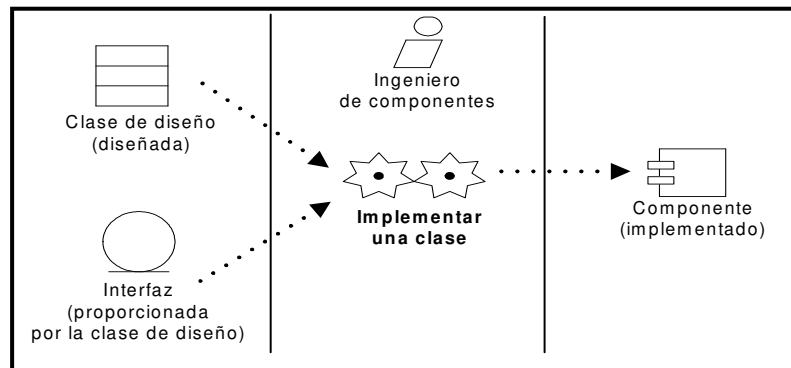 Clase de diseño
(diseñada)
Interfaz
(proporcionada
por la clase de diseño)
Ingeniero
de componentes
Implementar
una clase
Componente
(implementado)